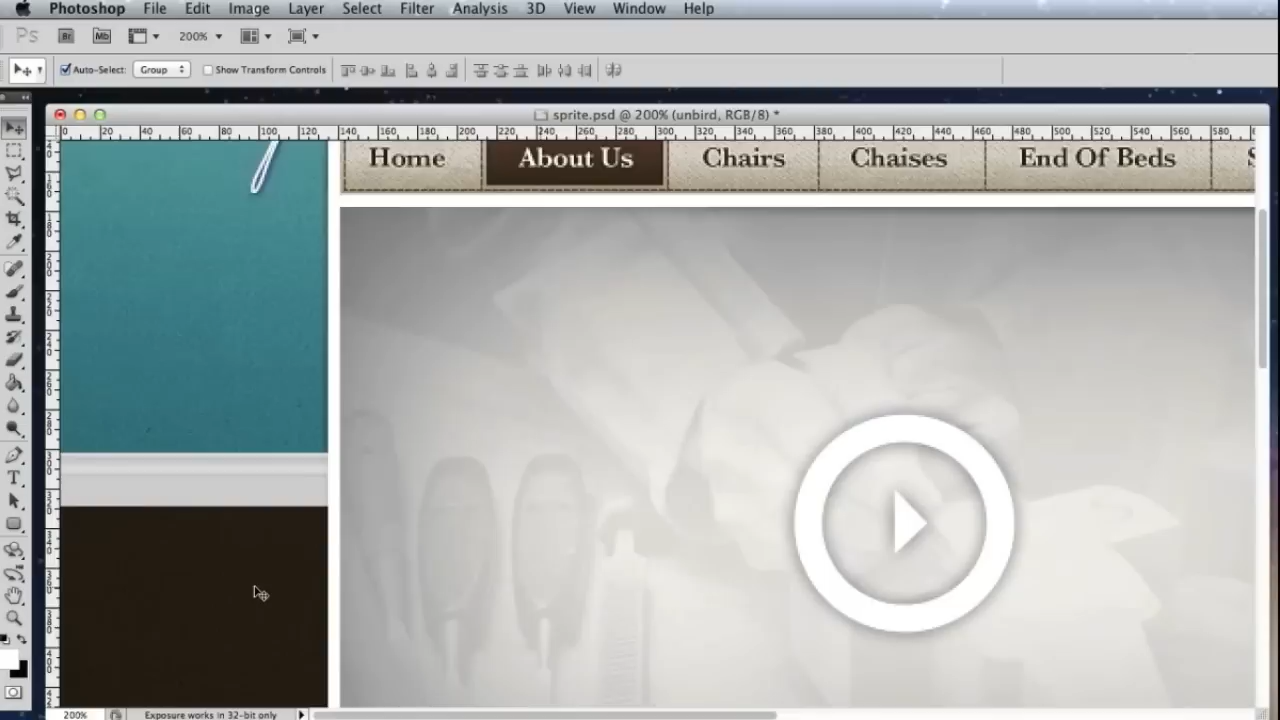 Photoshop File Edit Image Layer Select Filter Analysis 3D View Window Help
Ps Br Mb 200%
Auto-Select: Group Show Transform Controls
sprite.psd @ 200% (unbird, RGB/8) *
0 20 40 60 80 100 120 140 160 180 200 220 240 260 280 300 320 340 360 380 400 420 440 460 480 500 520 540 560 580
Home About Us Chairs Chaises End Of Beds
200% Exposure works in 32-bit only